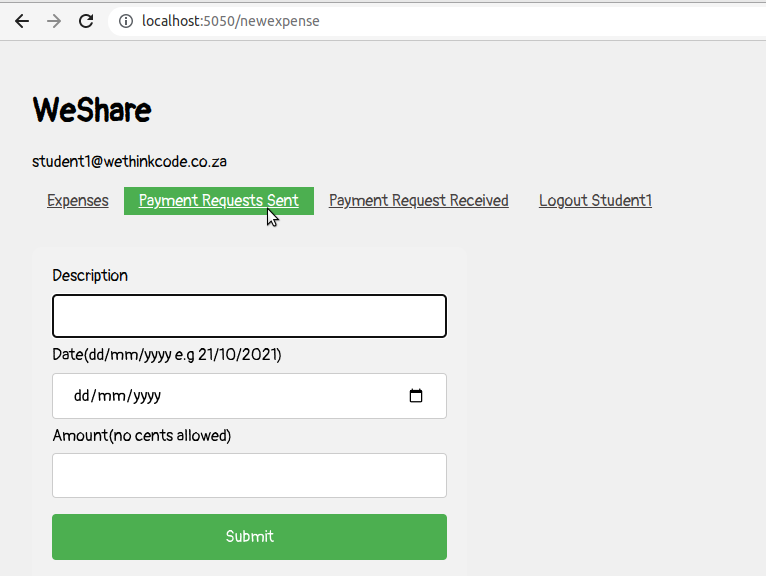 localhost:5050/newexpense
WeShare
student1@wethinkcode.co.za
Expenses Payment Requests Sent Payment Request Received Logout Student1
Description
Date(dd/mm/yyyy e.g 21/10/2021)
dd/mm/yyyy
Amount(no cents allowed)
Submit